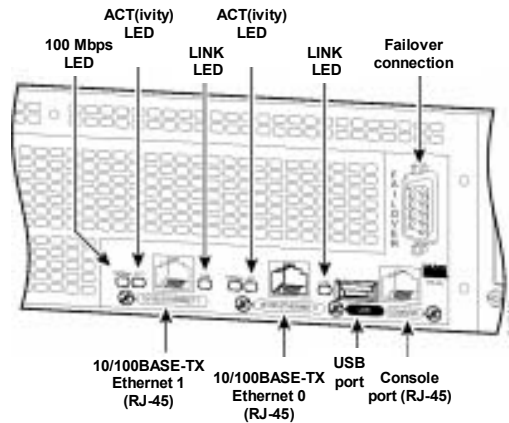 ACT(ivity)
LED
ACT(ivity)
LED
100 Mbps
LED
LINK
LED
LINK
LED
Failover
connection
FAILOVER
10/100BASE-TX
Ethernet 1
(RJ-45)
10/100BASE-TX
Ethernet 0
(RJ-45)
USB
port
Console
port (RJ-45)